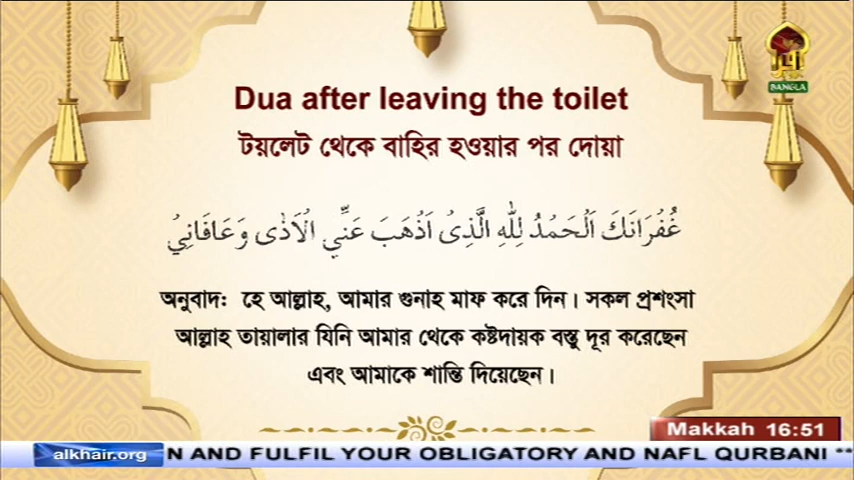 BANGLA
Dua after leaving the toilet
টয়লেট থেকে বাহির হওয়ার পর দোয়া
غُفْرَانَكَ اَلْحَمْدُ لِلّٰهِ الَّذِیْ اَذْهَبَ عَنِّی الْاَذٰی وَعَافَانِیْ
অনুবাদ: হে আল্লাহ, আমার গুনাহ মাফ করে দিন। সকল প্রশংসা
আল্লাহ তায়ালার যিনি আমার থেকে কষ্টদায়ক বস্তু দূর করেছেন
এবং আমাকে শান্তি দিয়েছেন।
Makkah 16:51
alkhair.org N AND FULFIL YOUR OBLIGATORY AND NAFL QURBANI **